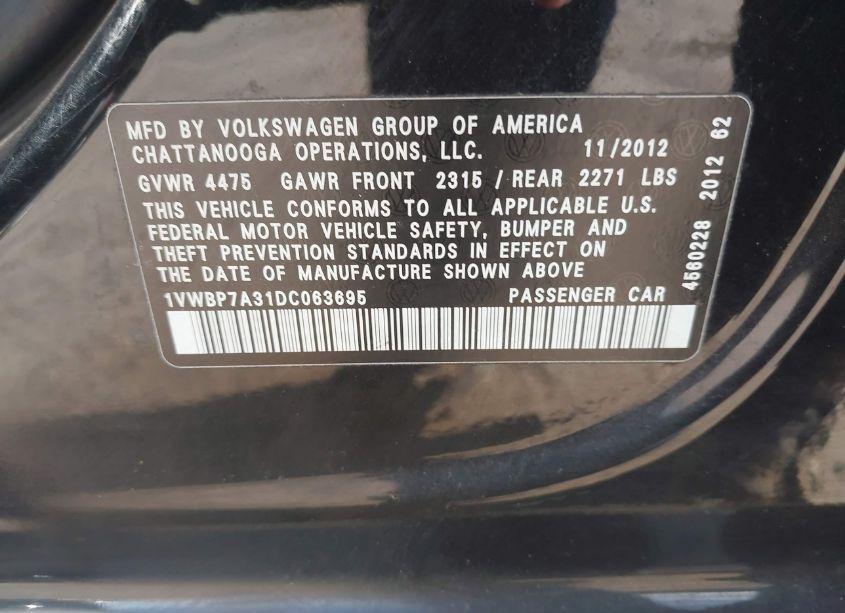 MFD BY VOLKSWAGEN GROUP OF AMERICA
CHATTANOOGA OPERATIONS, LLC. 11/2012
GVWR 4475 GAWR FRONT 2315 / REAR 2271 LBS
THIS VEHICLE CONFORMS TO ALL APPLICABLE U.S.
FEDERAL MOTOR VEHICLE SAFETY, BUMPER AND
THEFT PREVENTION STANDARDS IN EFFECT ON
THE DATE OF MANUFACTURE SHOWN ABOVE
1VWBP7A31DC063695 PASSENGER CAR
4560228 2012 62